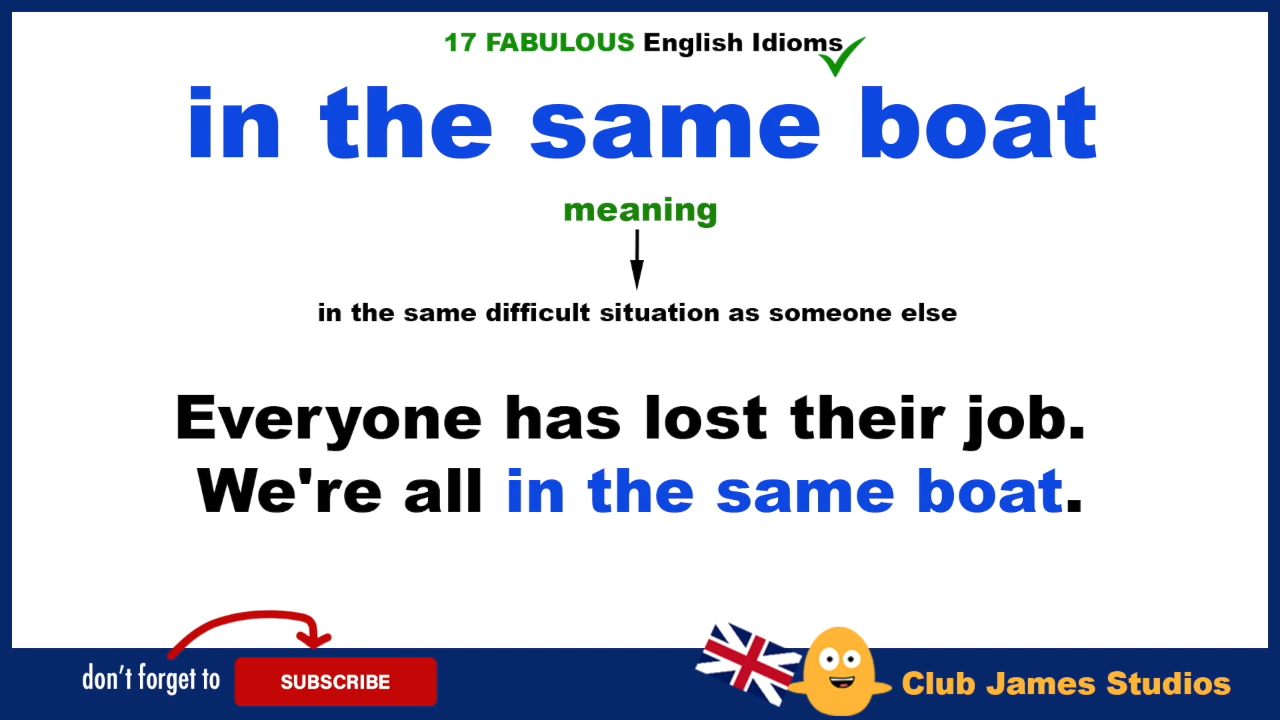 17 FABULOUS English Idioms
in the same boat
meaning
in the same difficult situation as someone else
Everyone has lost their job.
We're all in the same boat.
don't forget to SUBSCRIBE
Club James Studios